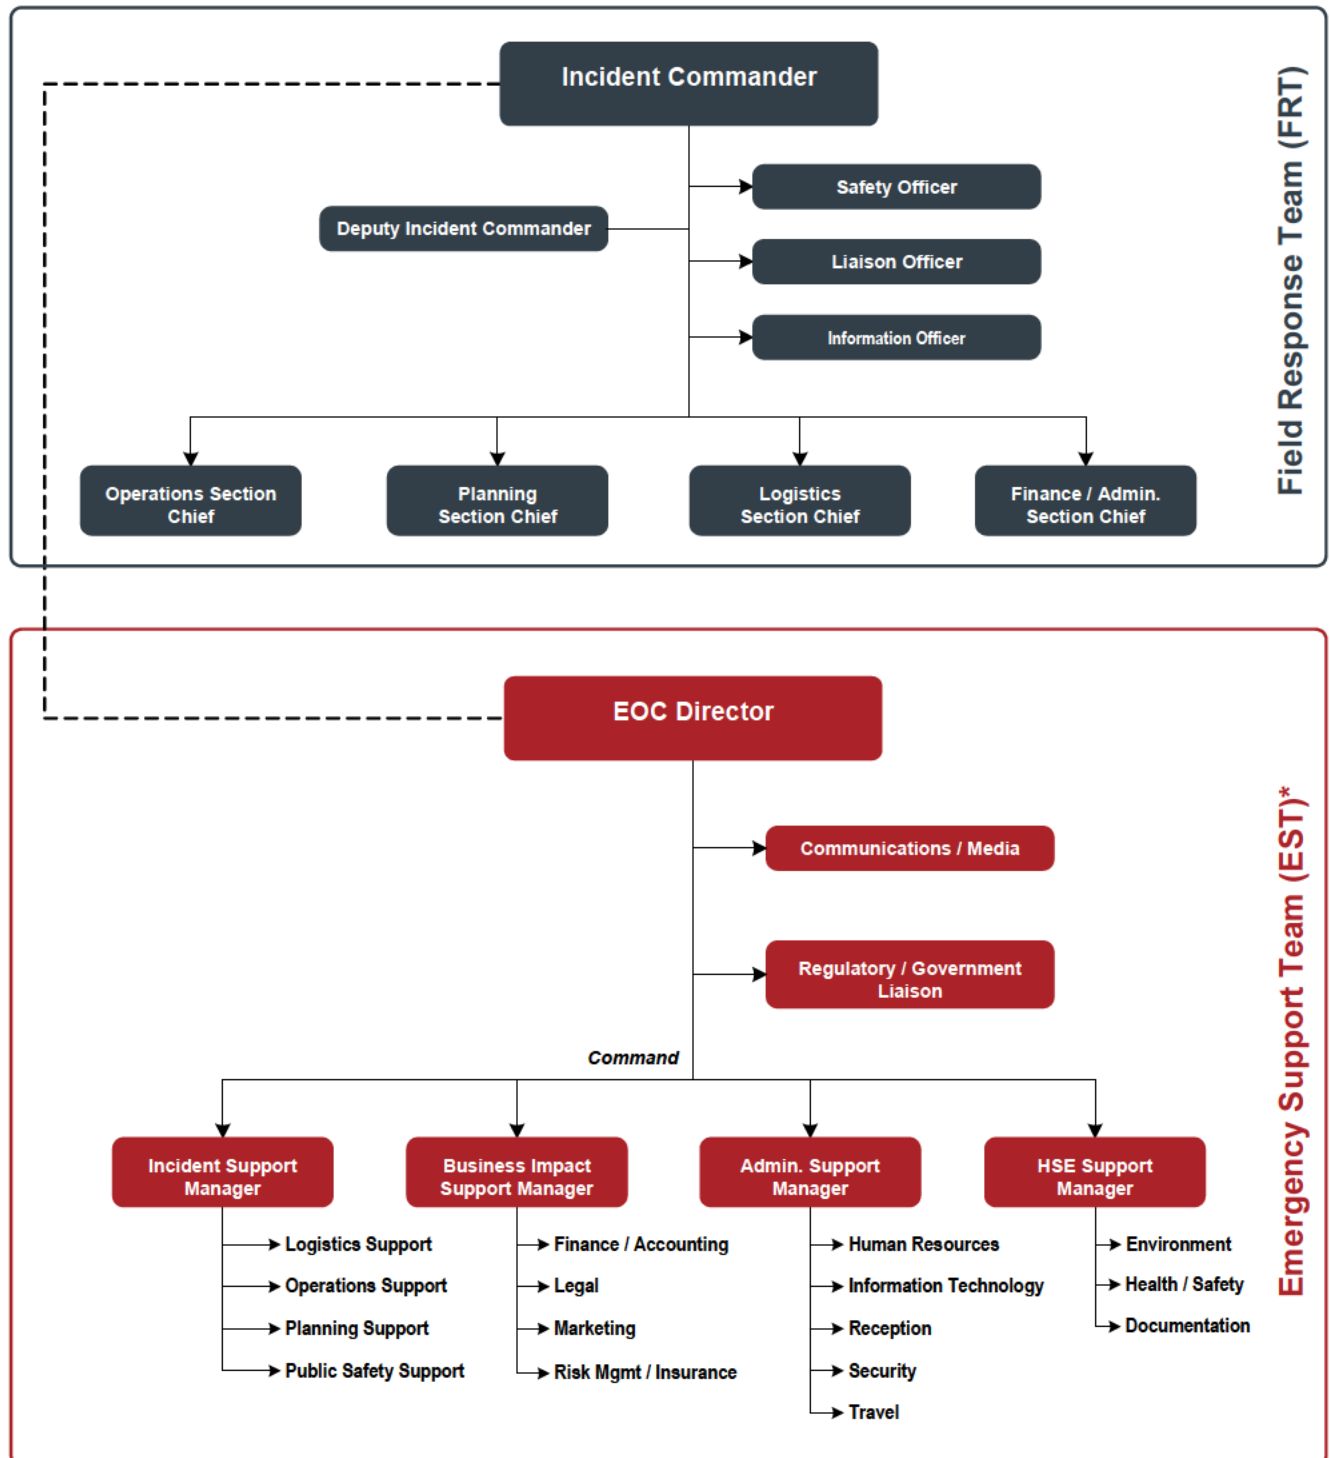 Incident Commander
Field Response Team (FRT)
Safety Officer
Deputy Incident Commander
Liaison Officer
Information Officer
Operations Section
Chief
Planning
Section Chief
Logistics
Section Chief
Finance / Admin.
Section Chief
EOC Director
Emergency Support Team (EST)*
Communications / Media
Regulatory / Government
Liaison
Command
Incident Support
Manager
Logistics Support
Operations Support
Planning Support
Public Safety Support
Business Impact
Support Manager
Finance / Accounting
Legal
Marketing
Risk Mgmt / Insurance
Admin. Support
Manager
Human Resources
Information Technology
Reception
Security
Travel
HSE Support
Manager
Environment
Health / Safety
Documentation